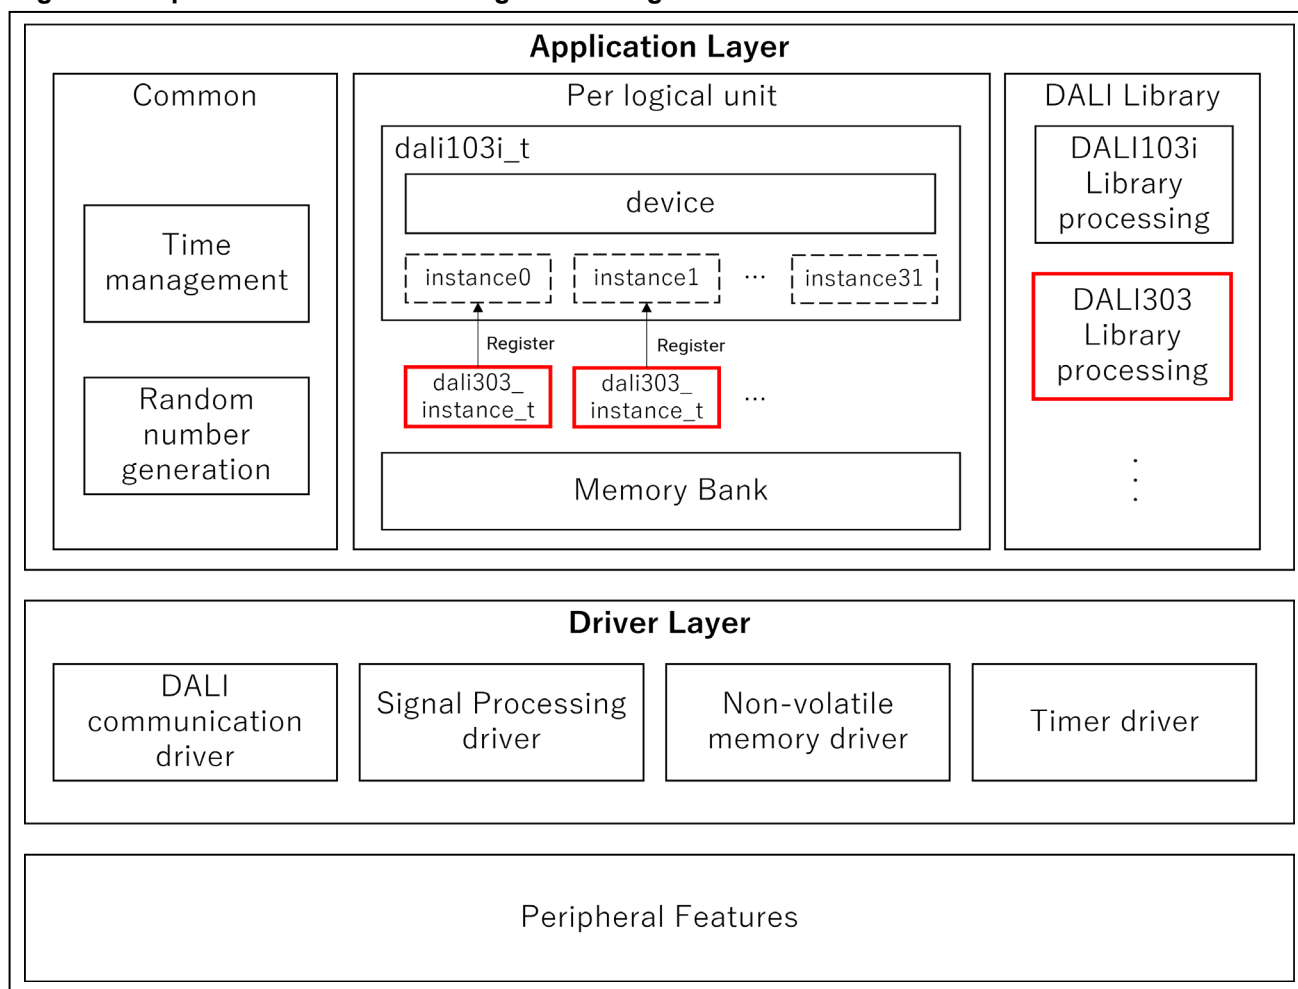 Application Layer
Common
Time
management
Random
number
generation
Per logical unit
dali103i_t
device
instance0
instance1
...
instance31
Register
Register
dali303_
instance_t
dali303_
instance_t
...
Memory Bank
DALI Library
DALI103i
Library
processing
DALI303
Library
processing
.
.
.
Driver Layer
DALI
communication
driver
Signal Processing
driver
Non-volatile
memory driver
Timer driver
Peripheral Features